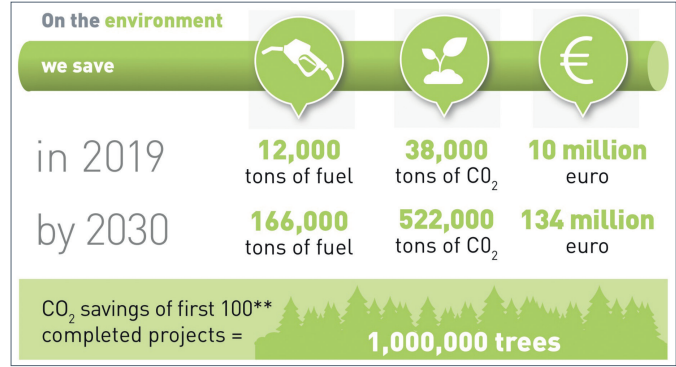 On the environment
we save
€
in 2019
12,000
tons of fuel
38,000
tons of CO₂
10 million
euro
by 2030
166,000
tons of fuel
522,000
tons of CO₂
134 million
euro
CO₂ savings of first 100**
completed projects =
1,000,000 trees